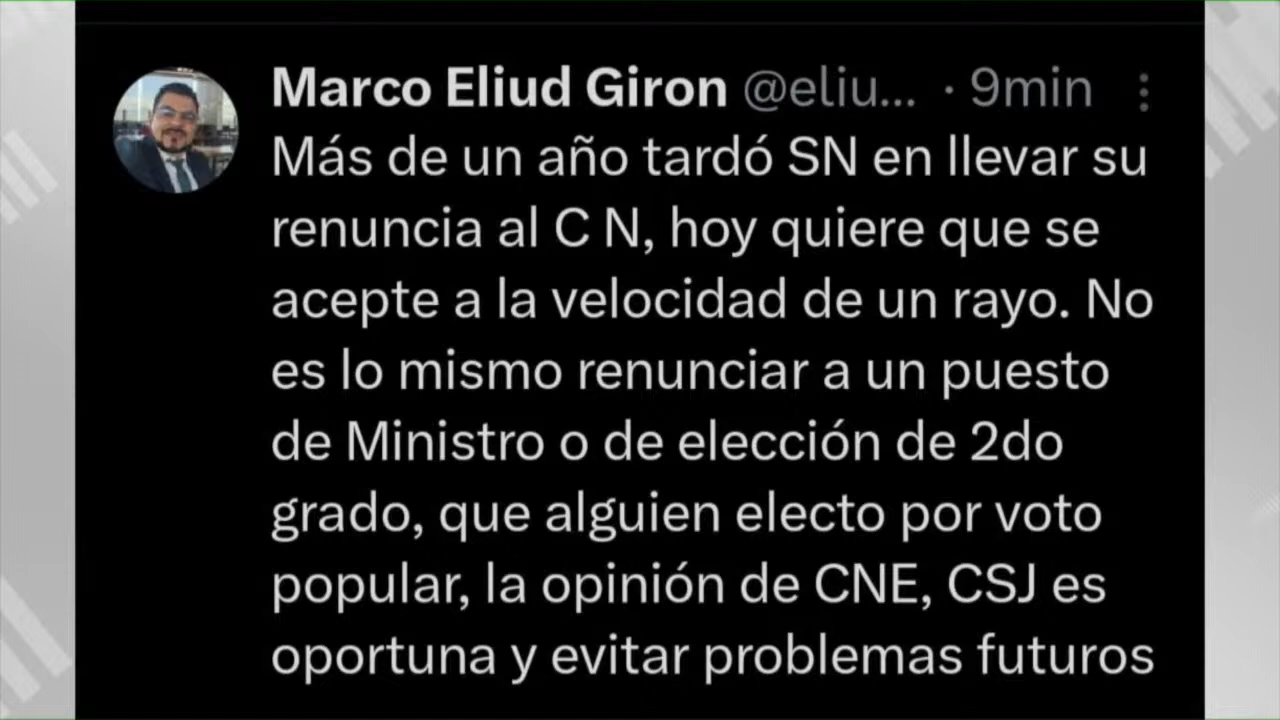 Marco Eliud Giron @eliu... · 9min
Más de un año tardó SN en llevar su
renuncia al C N, hoy quiere que se
acepte a la velocidad de un rayo. No
es lo mismo renunciar a un puesto
de Ministro o de elección de 2do
grado, que alguien electo por voto
popular, la opinión de CNE, CSJ es
oportuna y evitar problemas futuros